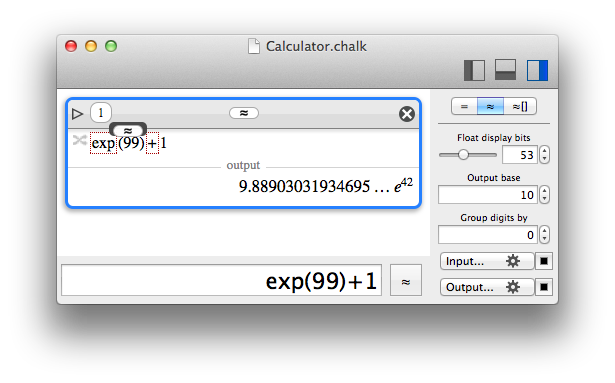 Calculator.chalk
1
≈
≈
exp(99)+1
output
9.88903031934695 … e⁴²
exp(99)+1
≈
=
≈
≈[]
Float display bits
53
Output base
10
Group digits by
0
Input...
Output...